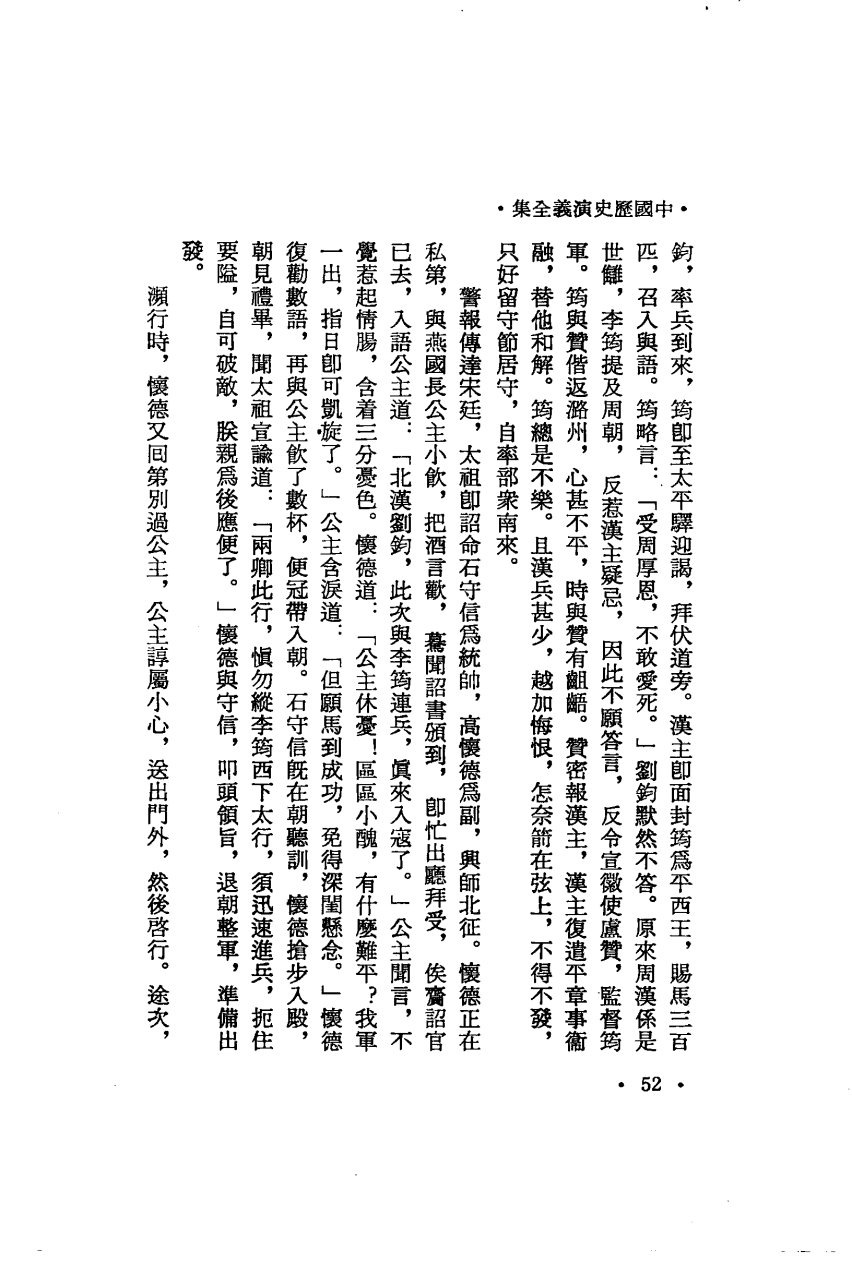 •中國歷史演義全集•
鈞，率兵到來，筠卽至太平驛迎謁，拜伏道旁。漢主卽面封筠爲平西王，賜馬三百
匹，召入與語。筠略言：「受周厚恩，不敢愛死。」劉鈞默然不答。原來周漢係是
世讎，李筠提及周朝，反惹漢主疑忌，因此不願答言，反令宣徽使盧贊，監督筠
軍。筠與贊偕返潞州，心甚不平，時與贊有齟齬。贊密報漢主，漢主復遣平章事衞
融，替他和解。筠總是不樂。且漢兵甚少，越加悔恨，怎奈箭在弦上，不得不發，
只好留守節居守，自率部衆南來。
警報傳達宋廷，太祖卽詔命石守信爲統帥，高懷德爲副，興師北征。懷德正在
私第，與燕國長公主小飲，把酒言歡，驀聞詔書頒到，卽忙出廳拜受，俟齎詔官
已去，入語公主道：「北漢劉鈞，此次與李筠連兵，眞來入寇了。」公主聞言，不
覺惹起情腸，含着三分憂色。懷德道：「公主休憂！區區小醜，有什麼難平？我軍
一出，指日卽可凱旋了。」公主含淚道：「但願馬到成功，免得深閨懸念。」懷德
復勸數語，再與公主飲了數杯，便冠帶入朝。石守信旣在朝聽訓，懷德搶步入殿，
朝見禮畢，聞太祖宣諭道：「兩卿此行，愼勿縱李筠西下太行，須迅速進兵，扼住
要隘，自可破敵，朕親爲後應便了。」懷德與守信，叩頭領旨，退朝整軍，準備出
發。
瀕行時，懷德又回第別過公主，公主諄屬小心，送出門外，然後啓行。途次，
• 52 •